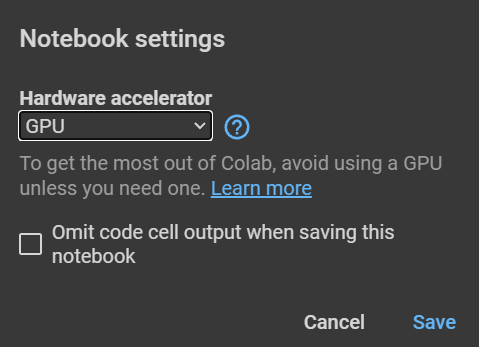 Notebook settings
Hardware accelerator
GPU
?
To get the most out of Colab, avoid using a GPU
unless you need one. Learn more
Omit code cell output when saving this
notebook
Cancel Save